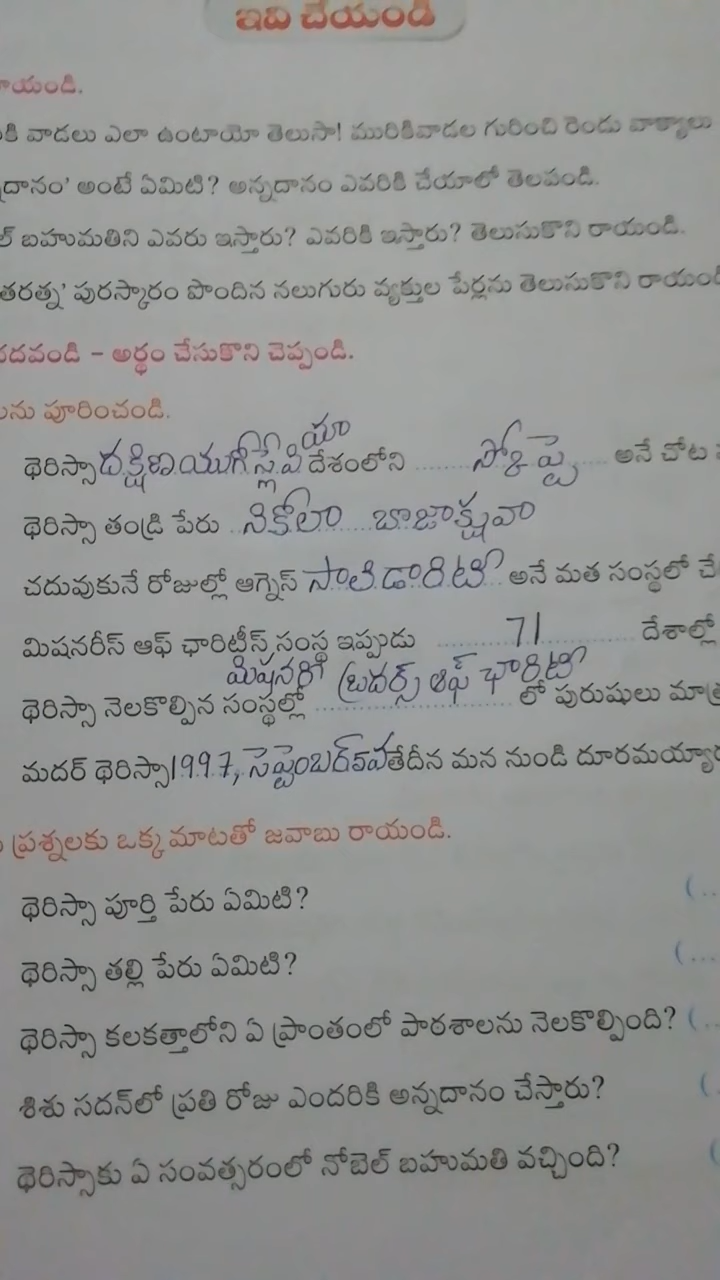 ఇవి చేయండి
రాయండి.
కి వాడలు ఎలా ఉంటాయో తెలుసా! మురికివాడల గురించి రెండు వాక్యాలు
దానం' అంటే ఏమిటి? అన్నదానం ఎవరికి చేయాలో తెలపండి.
ల్ బహుమతిని ఎవరు ఇస్తారు? ఎవరికి ఇస్తారు? తెలుసుకొని రాయండి.
తరత్న' పురస్కారం పొందిన నలుగురు వ్యక్తుల పేర్లను తెలుసుకొని రాయండి
చదవండి - అర్థం చేసుకొని చెప్పండి.
లను పూరించండి.
థెరిస్సా దక్షిణ యుగోస్లేవియా దేశంలోని ........ స్కోప్జె ..... అనే చోట
థెరిస్సా తండ్రి పేరు ..నికోలా..... బొజాక్షువా
చదువుకునే రోజుల్లో ఆగ్నెస్ సొలిడారిటీ అనే మత సంస్థలో చే
మిషనరీస్ ఆఫ్ ఛారిటీస్ సంస్థ ఇప్పుడు ......... 71 ............ దేశాల్లో
థెరిస్సా నెలకొల్పిన సంస్థల్లో మిషనరీ బ్రదర్స్ ఆఫ్ ఛారిటీ లో పురుషులు మాత్ర
మదర్ థెరిస్సా 1997, సెప్టెంబర్ 5వ తేదీన మన నుండి దూరమయ్యా
ప్రశ్నలకు ఒక్క మాటతో జవాబు రాయండి.
థెరిస్సా పూర్తి పేరు ఏమిటి? (..
థెరిస్సా తల్లి పేరు ఏమిటి? (...
థెరిస్సా కలకత్తాలోని ఏ ప్రాంతంలో పాఠశాలను నెలకొల్పింది? (..
శిశు సదన్‌లో ప్రతి రోజు ఎందరికి అన్నదానం చేస్తారు? (.
థెరిస్సాకు ఏ సంవత్సరంలో నోబెల్ బహుమతి వచ్చింది? (